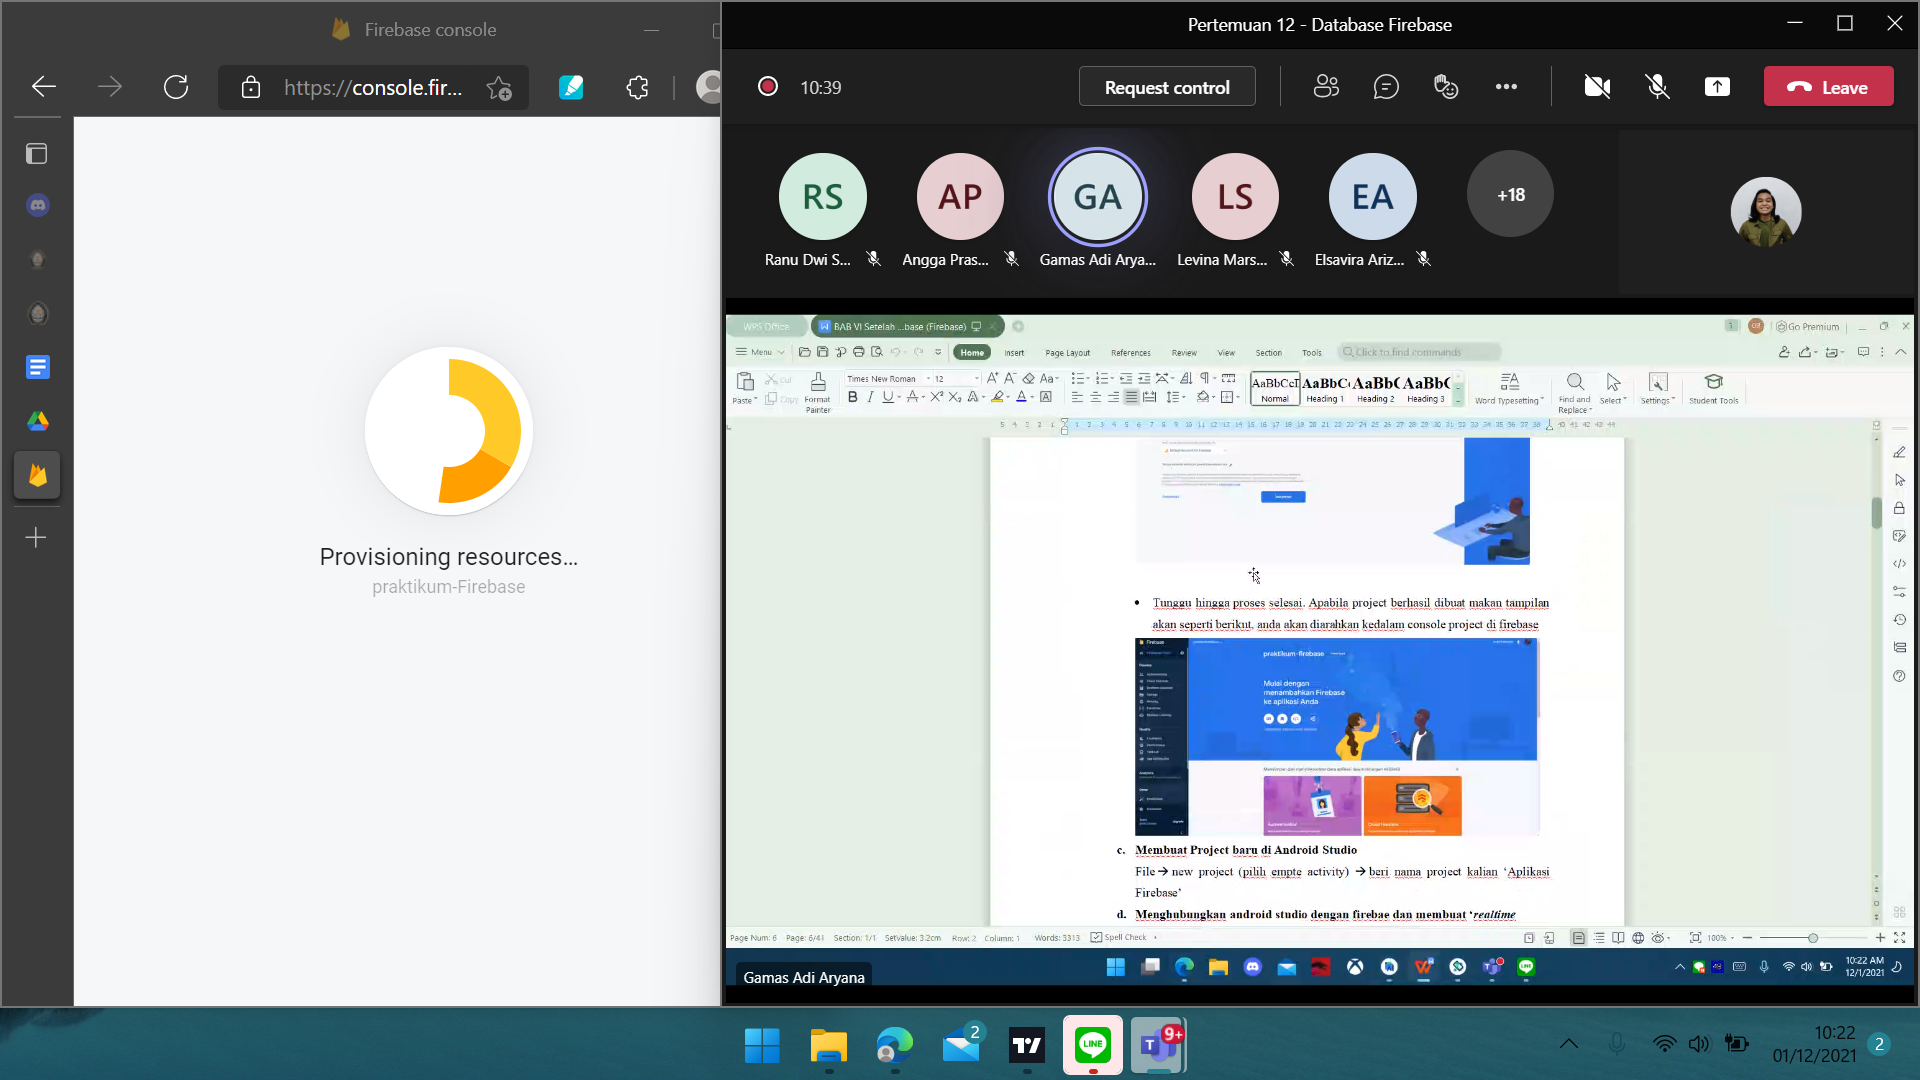 Firebase console
https://console.fir...
Provisioning resources...
praktikum-Firebase
Pertemuan 12 - Database Firebase
10:39
Request control
Leave
RS
AP
GA
LS
EA
+18
Ranu Dwi S...
Angga Pras...
Gamas Adi Arya...
Levina Mars...
Elsavira Ariz...
WPS Office
BAB VI Setelah ...base (Firebase)
Go Premium
Menu
Home
Insert
Page Layout
References
Review
View
Section
Tools
Click to find commands
Paste
Cut
Copy
Format
Painter
Times New Roman
12
AaBbCcD
Normal
AaBbC
Heading 1
AaBbC
Heading 2
AaBbC
Heading 3
Word Typesetting
Find and
Replace
Select
Settings
Student Tools
• Tunggu hingga proses selesai. Apabila project berhasil dibuat makan tampilan
akan seperti berikut. anda akan diarahkan kedalam console project di firebase
Firebase
praktikum-firebase
Mulai dengan
menambahkan Firebase
ke aplikasi Anda
c. Membuat Project baru di Android Studio
File → new project (pilih empte activity) → beri nama project kalian ‘Aplikasi
Firebase’
d. Menghubungkan android studio dengan firebae dan membuat ‘realtime
Page Num: 6
Page: 6/41
Section: 1/1
SetValue: 3.2cm
Row: 2
Column: 1
Words: 3313
Spell Check
100%
Gamas Adi Aryana
10:22 AM
12/1/2021
2
LINE
9+
10:22
01/12/2021
2